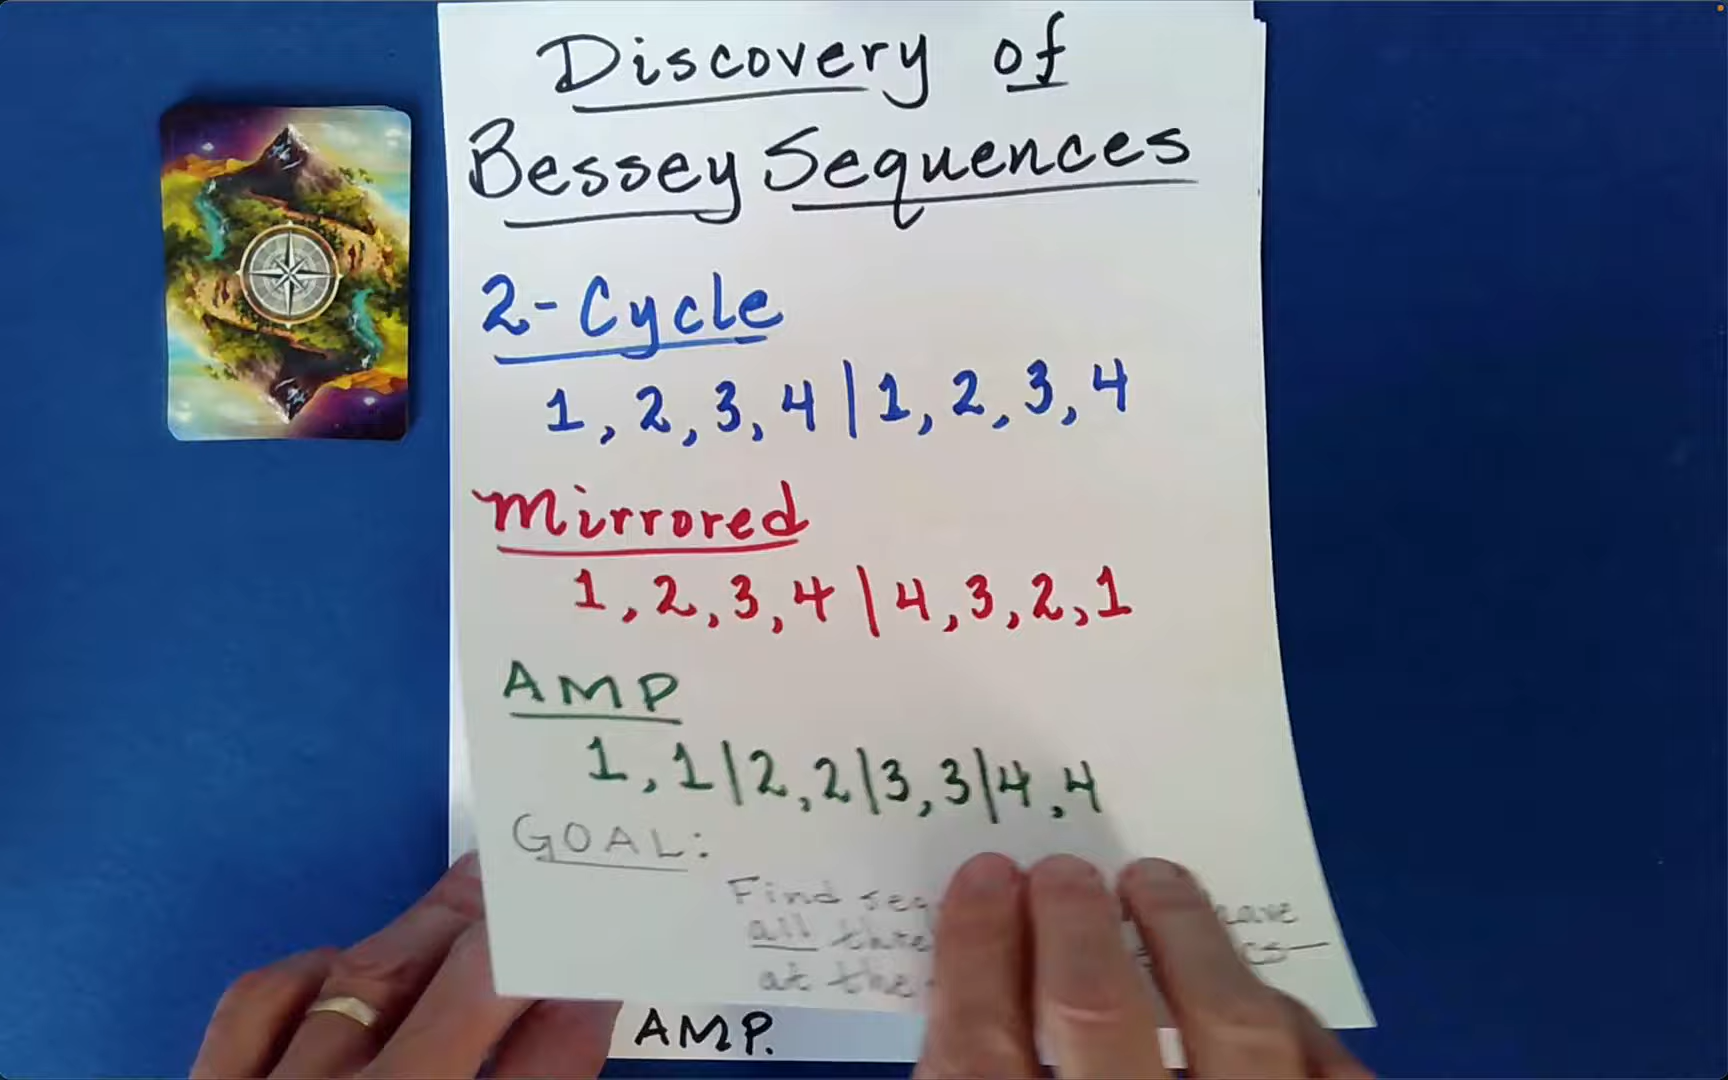 Discovery of
Bessey Sequences
2-Cycle
1, 2, 3, 4 | 1, 2, 3, 4
Mirrored
1, 2, 3, 4 | 4, 3, 2, 1
AMP
1, 1 | 2, 2 | 3, 3 | 4, 4
GOAL:
Find
all
at the
AMP.